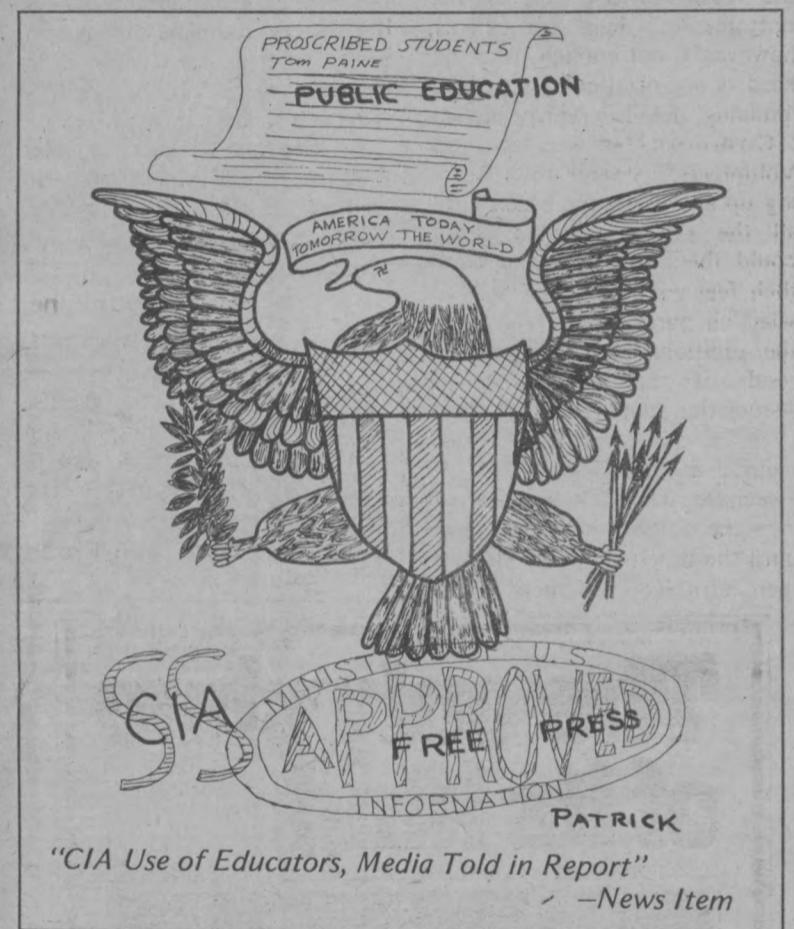 PROSCRIBED STUDENTS
TOM PAINE
PUBLIC EDUCATION
AMERICA TODAY
TOMORROW THE WORLD
SS
CIA
MINISTRY OF U.S.
APPROVED
FREE PRESS
INFORMATION
PATRICK
"CIA Use of Educators, Media Told in Report"
—News Item